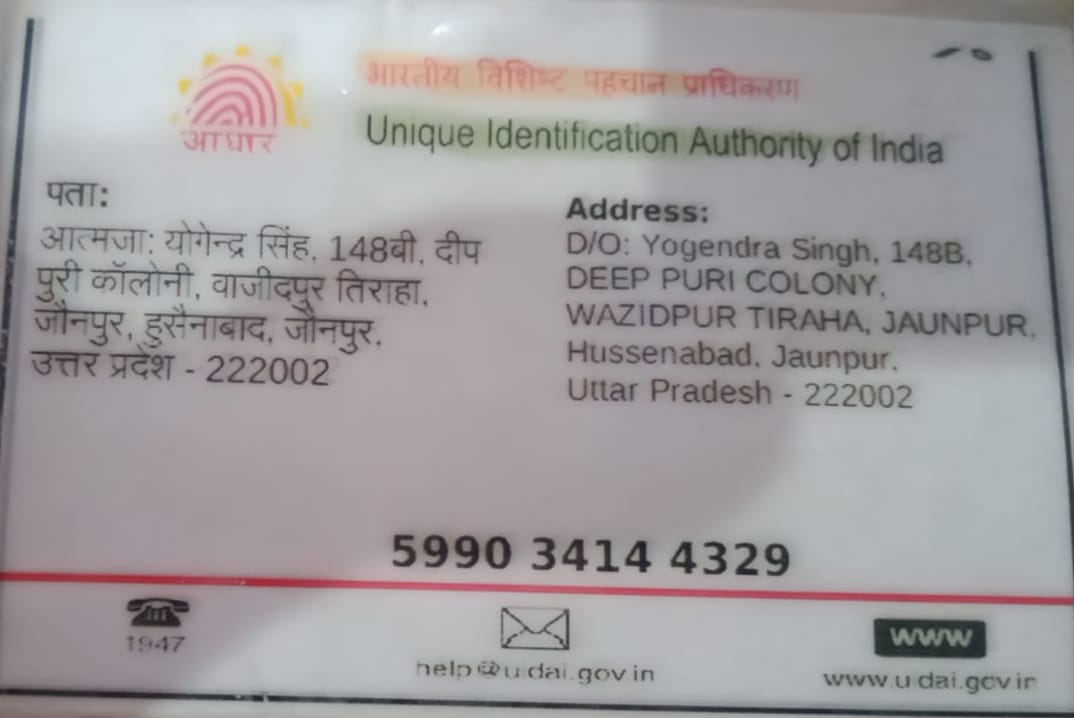 भारतीय विशिष्ट पहचान प्राधिकरण
आधार
Unique Identification Authority of India
पता:
आत्मजा: योगेन्द्र सिंह, 148बी, दीप
पुरी कॉलोनी, वाजीदपुर तिराहा,
जौनपुर, हुसैनाबाद, जौनपुर,
उत्तर प्रदेश - 222002
Address:
D/O: Yogendra Singh, 148B,
DEEP PURI COLONY,
WAZIDPUR TIRAHA, JAUNPUR,
Hussenabad, Jaunpur,
Uttar Pradesh - 222002
5990 3414 4329
1947
help@uidai.gov.in
www
www.uidai.gov.in